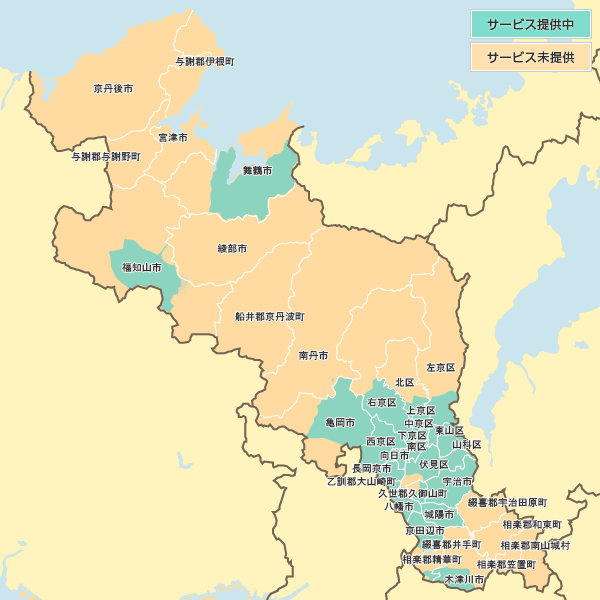 サービス提供中
サービス未提供
与謝郡伊根町
京丹後市
宮津市
与謝郡与謝野町
舞鶴市
綾部市
福知山市
船井郡京丹波町
南丹市
左京区
北区
右京区
上京区
亀岡市
中京区
東山区
下京区
西京区
南区
山科区
向日市
伏見区
長岡京市
乙訓郡大山崎町
宇治市
久世郡久御山町
綴喜郡宇治田原町
八幡市
城陽市
相楽郡和束町
京田辺市
綴喜郡井手町
相楽郡南山城村
相楽郡精華町
相楽郡笠置町
木津川市